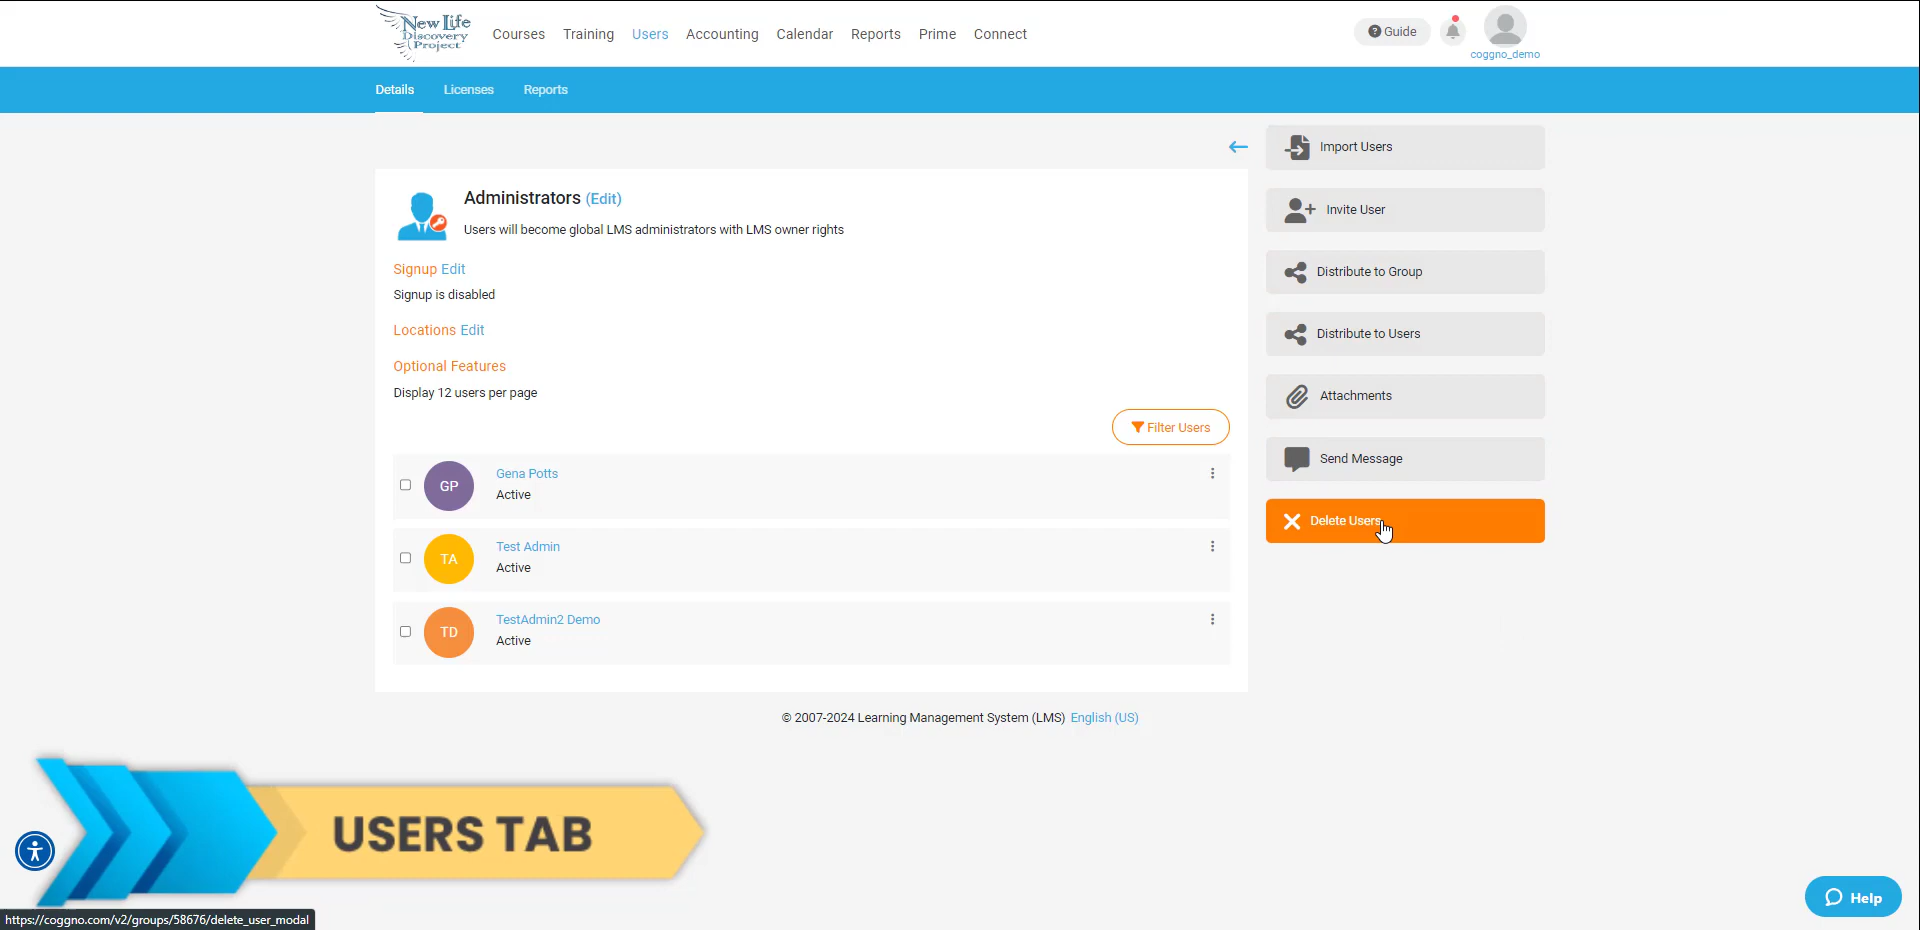 New Life
Discovery
Project
Courses Training Users Accounting Calendar Reports Prime Connect
Guide
coggno_demo
Details Licenses Reports
Import Users
Administrators (Edit)
Users will become global LMS administrators with LMS owner rights
Invite User
Signup Edit
Signup is disabled
Distribute to Group
Locations Edit
Distribute to Users
Optional Features
Display 12 users per page
Attachments
Filter Users
Send Message
GP
Gena Potts
Active
Delete Users
TA
Test Admin
Active
TD
TestAdmin2 Demo
Active
© 2007-2024 Learning Management System (LMS) English (US)
USERS TAB
Help
https://coggno.com/v2/groups/58676/delete_user_modal